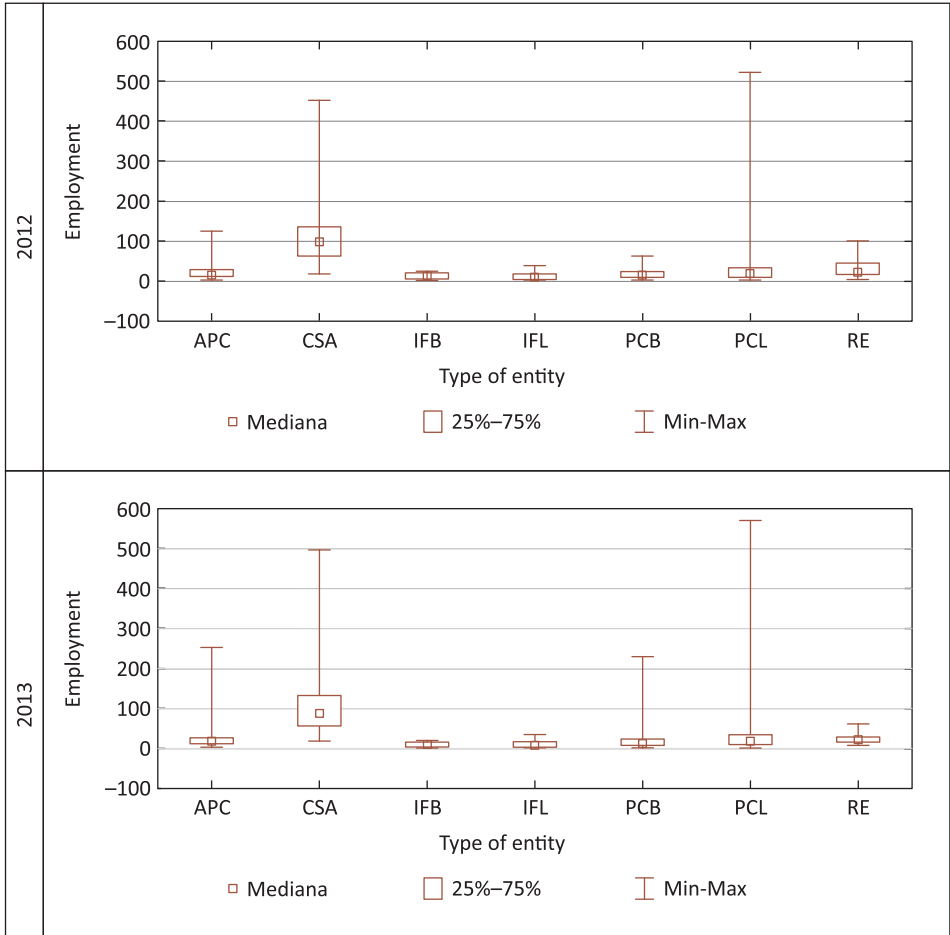 2012
Employment
600
500
400
300
200
100
0
–100
APC CSA IFB IFL PCB PCL RE
Type of entity
Mediana 25%–75% Min-Max
2013
Employment
600
500
400
300
200
100
0
–100
APC CSA IFB IFL PCB PCL RE
Type of entity
Mediana 25%–75% Min-Max